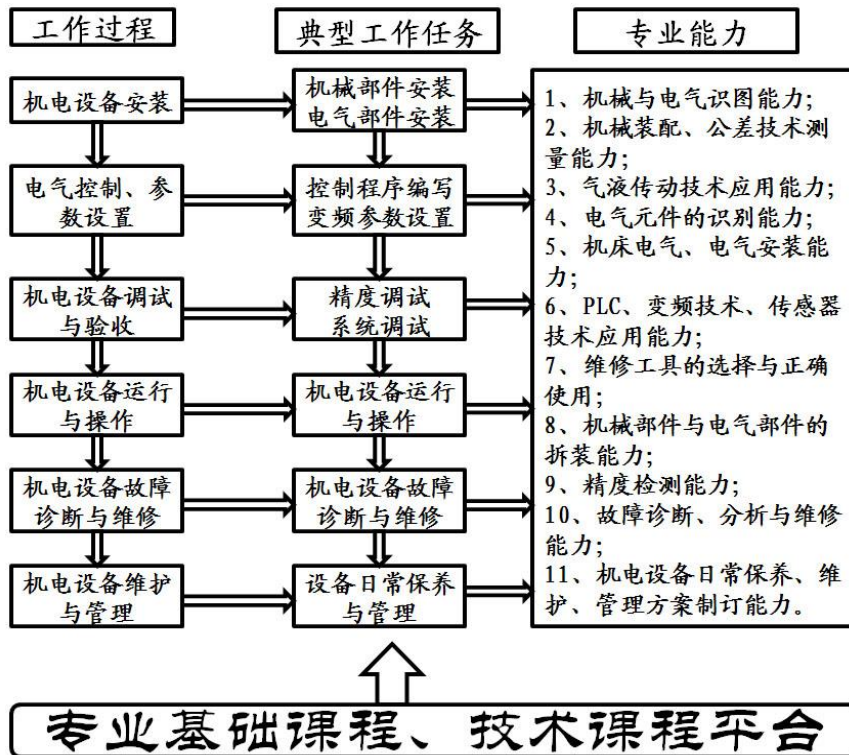 工作过程
典型工作任务
专业能力
机电设备安装
机械部件安装
电气部件安装
电气控制、参
数设置
控制程序编写
变频参数设置
机电设备调试
与验收
精度调试
系统调试
机电设备运行
与操作
机电设备运行
与操作
机电设备故障
诊断与维修
机电设备故障
诊断与维修
机电设备维护
与管理
设备日常保养
与管理
1、机械与电气识图能力；
2、机械装配、公差技术测
量能力；
3、气液传动技术应用能力；
4、电气元件的识别能力；
5、机床电气、电气安装能
力；
6、PLC、变频技术、传感器
技术应用能力；
7、维修工具的选择与正确
使用；
8、机械部件与电气部件的
拆装能力；
9、精度检测能力；
10、故障诊断、分析与维修
能力；
11、机电设备日常保养、维
护、管理方案制订能力。
专业基础课程、技术课程平台